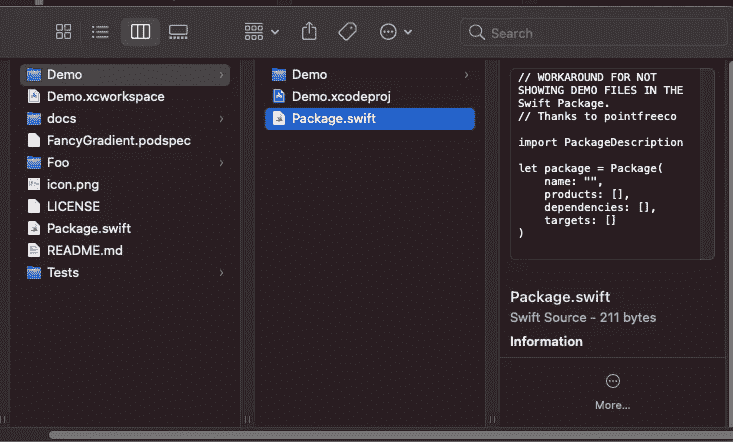 Search
Demo
Demo.xcworkspace
docs
FancyGradient.podspec
Foo
icon.png
LICENSE
Package.swift
README.md
Tests
Demo
Demo.xcodeproj
Package.swift
// WORKAROUND FOR NOT
SHOWING DEMO FILES IN THE
Swift Package.
// Thanks to pointfreeco
import PackageDescription
let package = Package(
name: "",
products: [],
dependencies: [],
targets: []
)
Package.swift
Swift Source - 211 bytes
Information
More...